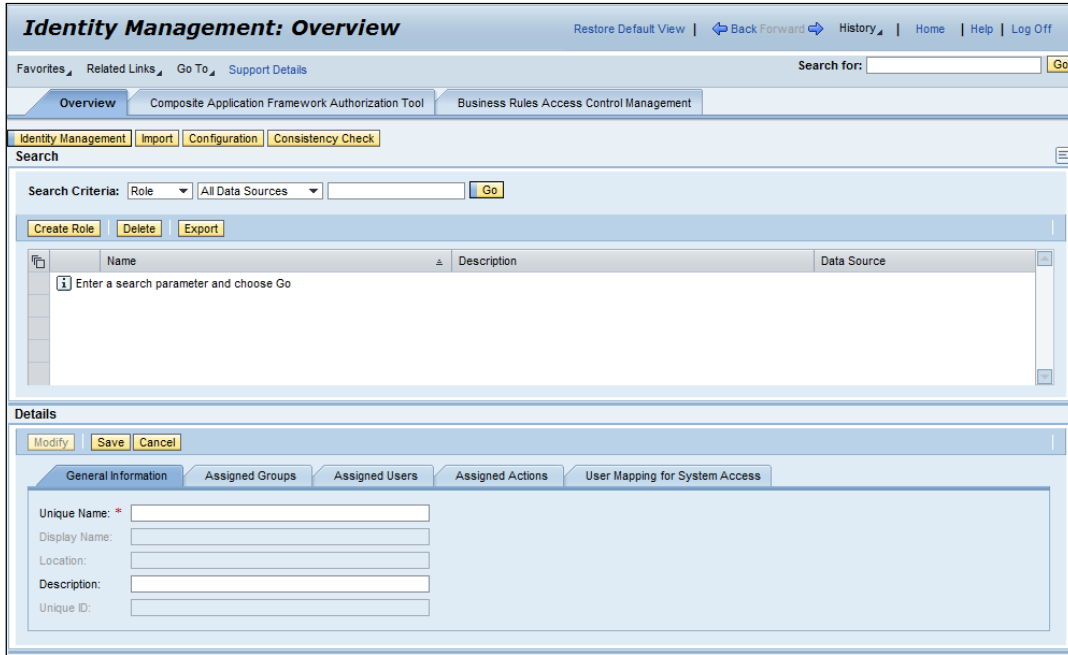 Identity Management: Overview
Restore Default View | Back Forward History | Home | Help | Log Off
Favorites Related Links Go To Support Details
Search for: Go
Overview Composite Application Framework Authorization Tool Business Rules Access Control Management
Identity Management Import Configuration Consistency Check
Search
Search Criteria: Role All Data Sources Go
Create Role Delete Export
Name Description Data Source
Enter a search parameter and choose Go
Details
Modify Save Cancel
General Information Assigned Groups Assigned Users Assigned Actions User Mapping for System Access
Unique Name: *
Display Name:
Location:
Description:
Unique ID: